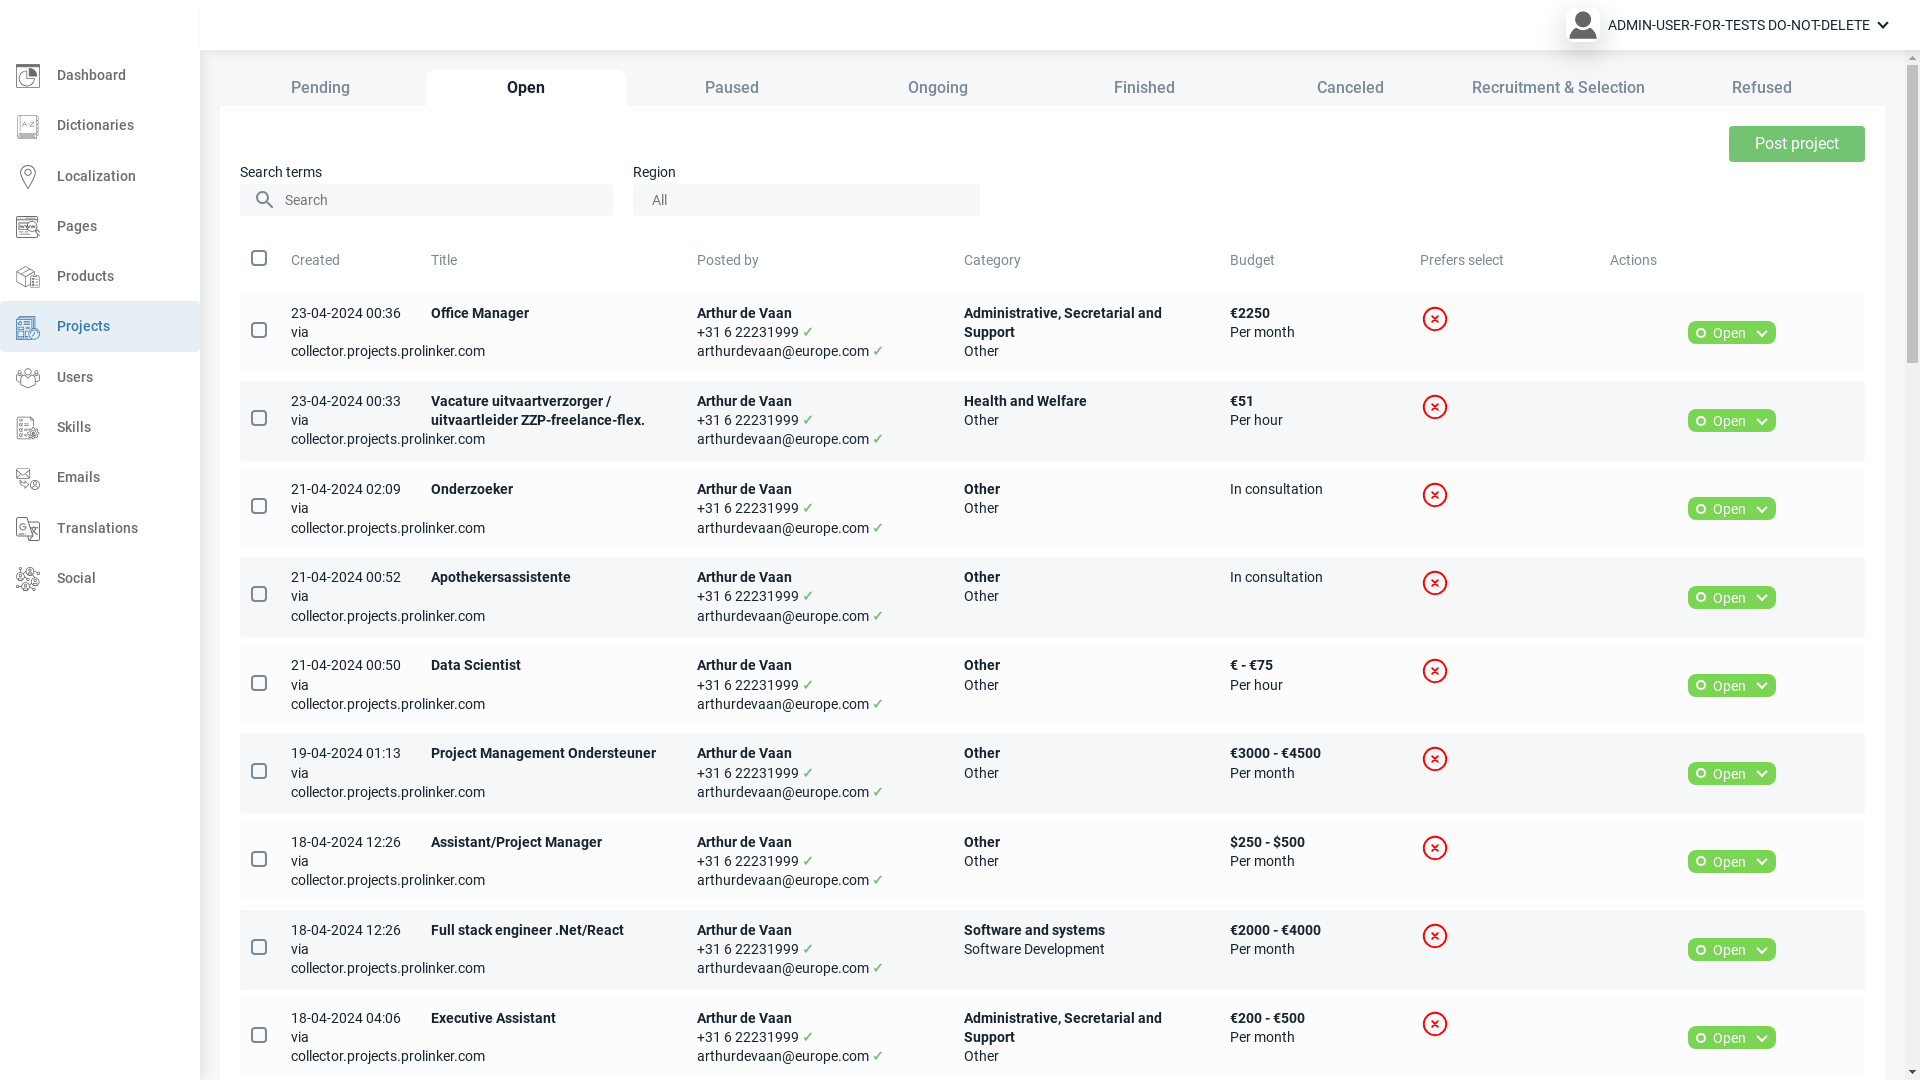 ADMIN-USER-FOR-TESTS DO-NOT-DELETE
Dashboard
Dictionaries
Localization
Pages
Products
Projects
Users
Skills
Emails
Translations
Social
Pending
Open
Paused
Ongoing
Finished
Canceled
Recruitment & Selection
Refused
Post project
Search terms
Region
Search
All
Created
Title
Posted by
Category
Budget
Prefers select
Actions
23-04-2024 00:36
via
collector.projects.prolinker.com
Office Manager
Arthur de Vaan
+31 6 22231999 ✓
arthurdevaan@europe.com ✓
Administrative, Secretarial and
Support
Other
€2250
Per month
Open
23-04-2024 00:33
via
collector.projects.prolinker.com
Vacature uitvaartverzorger /
uitvaartleider ZZP-freelance-flex.
Arthur de Vaan
+31 6 22231999 ✓
arthurdevaan@europe.com ✓
Health and Welfare
Other
€51
Per hour
Open
21-04-2024 02:09
via
collector.projects.prolinker.com
Onderzoeker
Arthur de Vaan
+31 6 22231999 ✓
arthurdevaan@europe.com ✓
Other
Other
In consultation
Open
21-04-2024 00:52
via
collector.projects.prolinker.com
Apothekersassistente
Arthur de Vaan
+31 6 22231999 ✓
arthurdevaan@europe.com ✓
Other
Other
In consultation
Open
21-04-2024 00:50
via
collector.projects.prolinker.com
Data Scientist
Arthur de Vaan
+31 6 22231999 ✓
arthurdevaan@europe.com ✓
Other
Other
€ - €75
Per hour
Open
19-04-2024 01:13
via
collector.projects.prolinker.com
Project Management Ondersteuner
Arthur de Vaan
+31 6 22231999 ✓
arthurdevaan@europe.com ✓
Other
Other
€3000 - €4500
Per month
Open
18-04-2024 12:26
via
collector.projects.prolinker.com
Assistant/Project Manager
Arthur de Vaan
+31 6 22231999 ✓
arthurdevaan@europe.com ✓
Other
Other
$250 - $500
Per month
Open
18-04-2024 12:26
via
collector.projects.prolinker.com
Full stack engineer .Net/React
Arthur de Vaan
+31 6 22231999 ✓
arthurdevaan@europe.com ✓
Software and systems
Software Development
€2000 - €4000
Per month
Open
18-04-2024 04:06
via
collector.projects.prolinker.com
Executive Assistant
Arthur de Vaan
+31 6 22231999 ✓
arthurdevaan@europe.com ✓
Administrative, Secretarial and
Support
Other
€200 - €500
Per month
Open